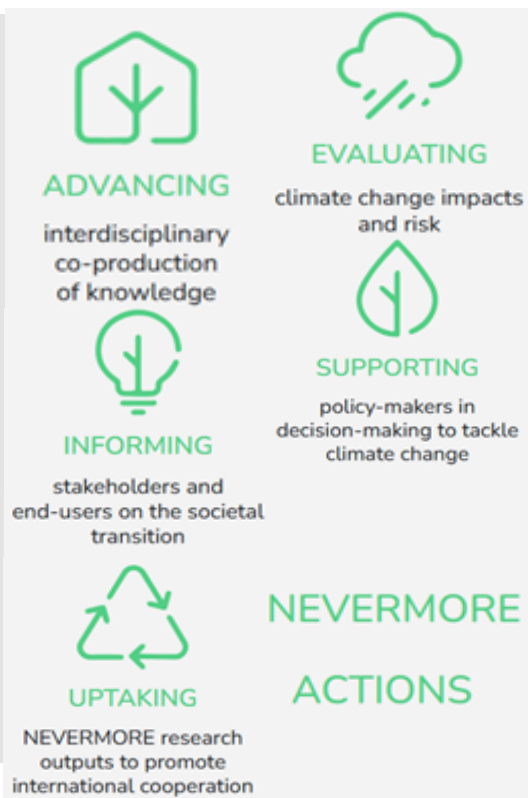 ADVANCING
interdisciplinary
co-production
of knowledge
EVALUATING
climate change impacts
and risk
INFORMING
stakeholders and
end-users on the societal
transition
SUPPORTING
policy-makers in
decision-making to tackle
climate change
UPTAKING
NEVERMORE research
outputs to promote
international cooperation
NEVERMORE
ACTIONS